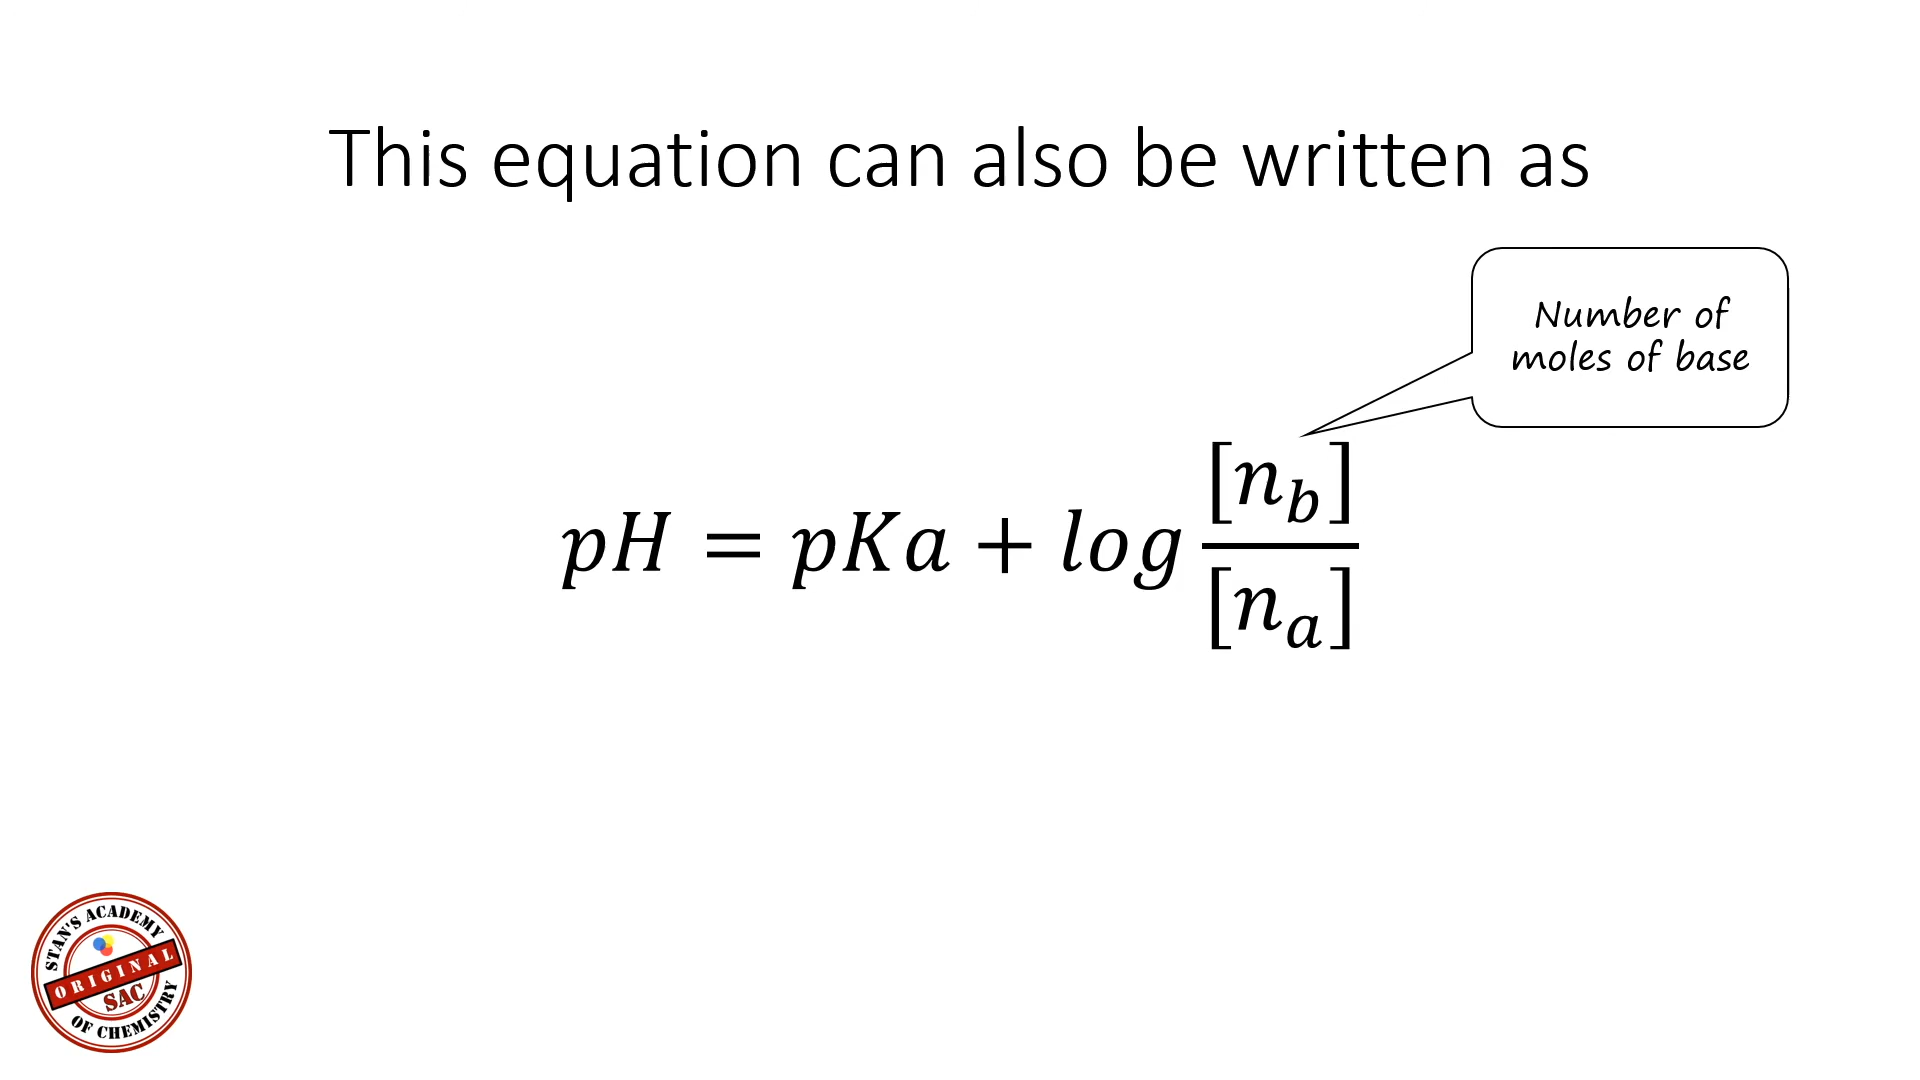 This equation can also be written as
Number of
moles of base
pH = pKa + log [n_b] / [n_a]
STAN'S ACADEMY
ORIGINAL
SAC
OF CHEMISTRY